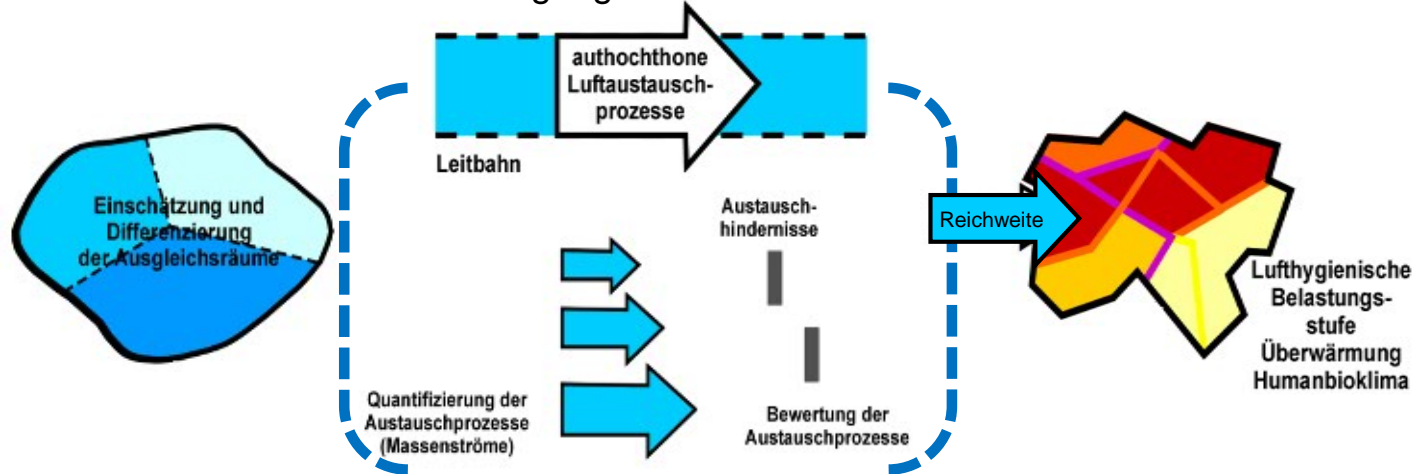 authochthone
Luftaustausch-
prozesse
Leitbahn
Einschätzung und
Differenzierung
der Ausgleichsräume
Austausch-
hindernisse
Reichweite
Lufthygienische
Belastungs-
stufe
Überwärmung
Humanbioklima
Quantifizierung der
Austauschprozesse
(Massenströme)
Bewertung der
Austauschprozesse